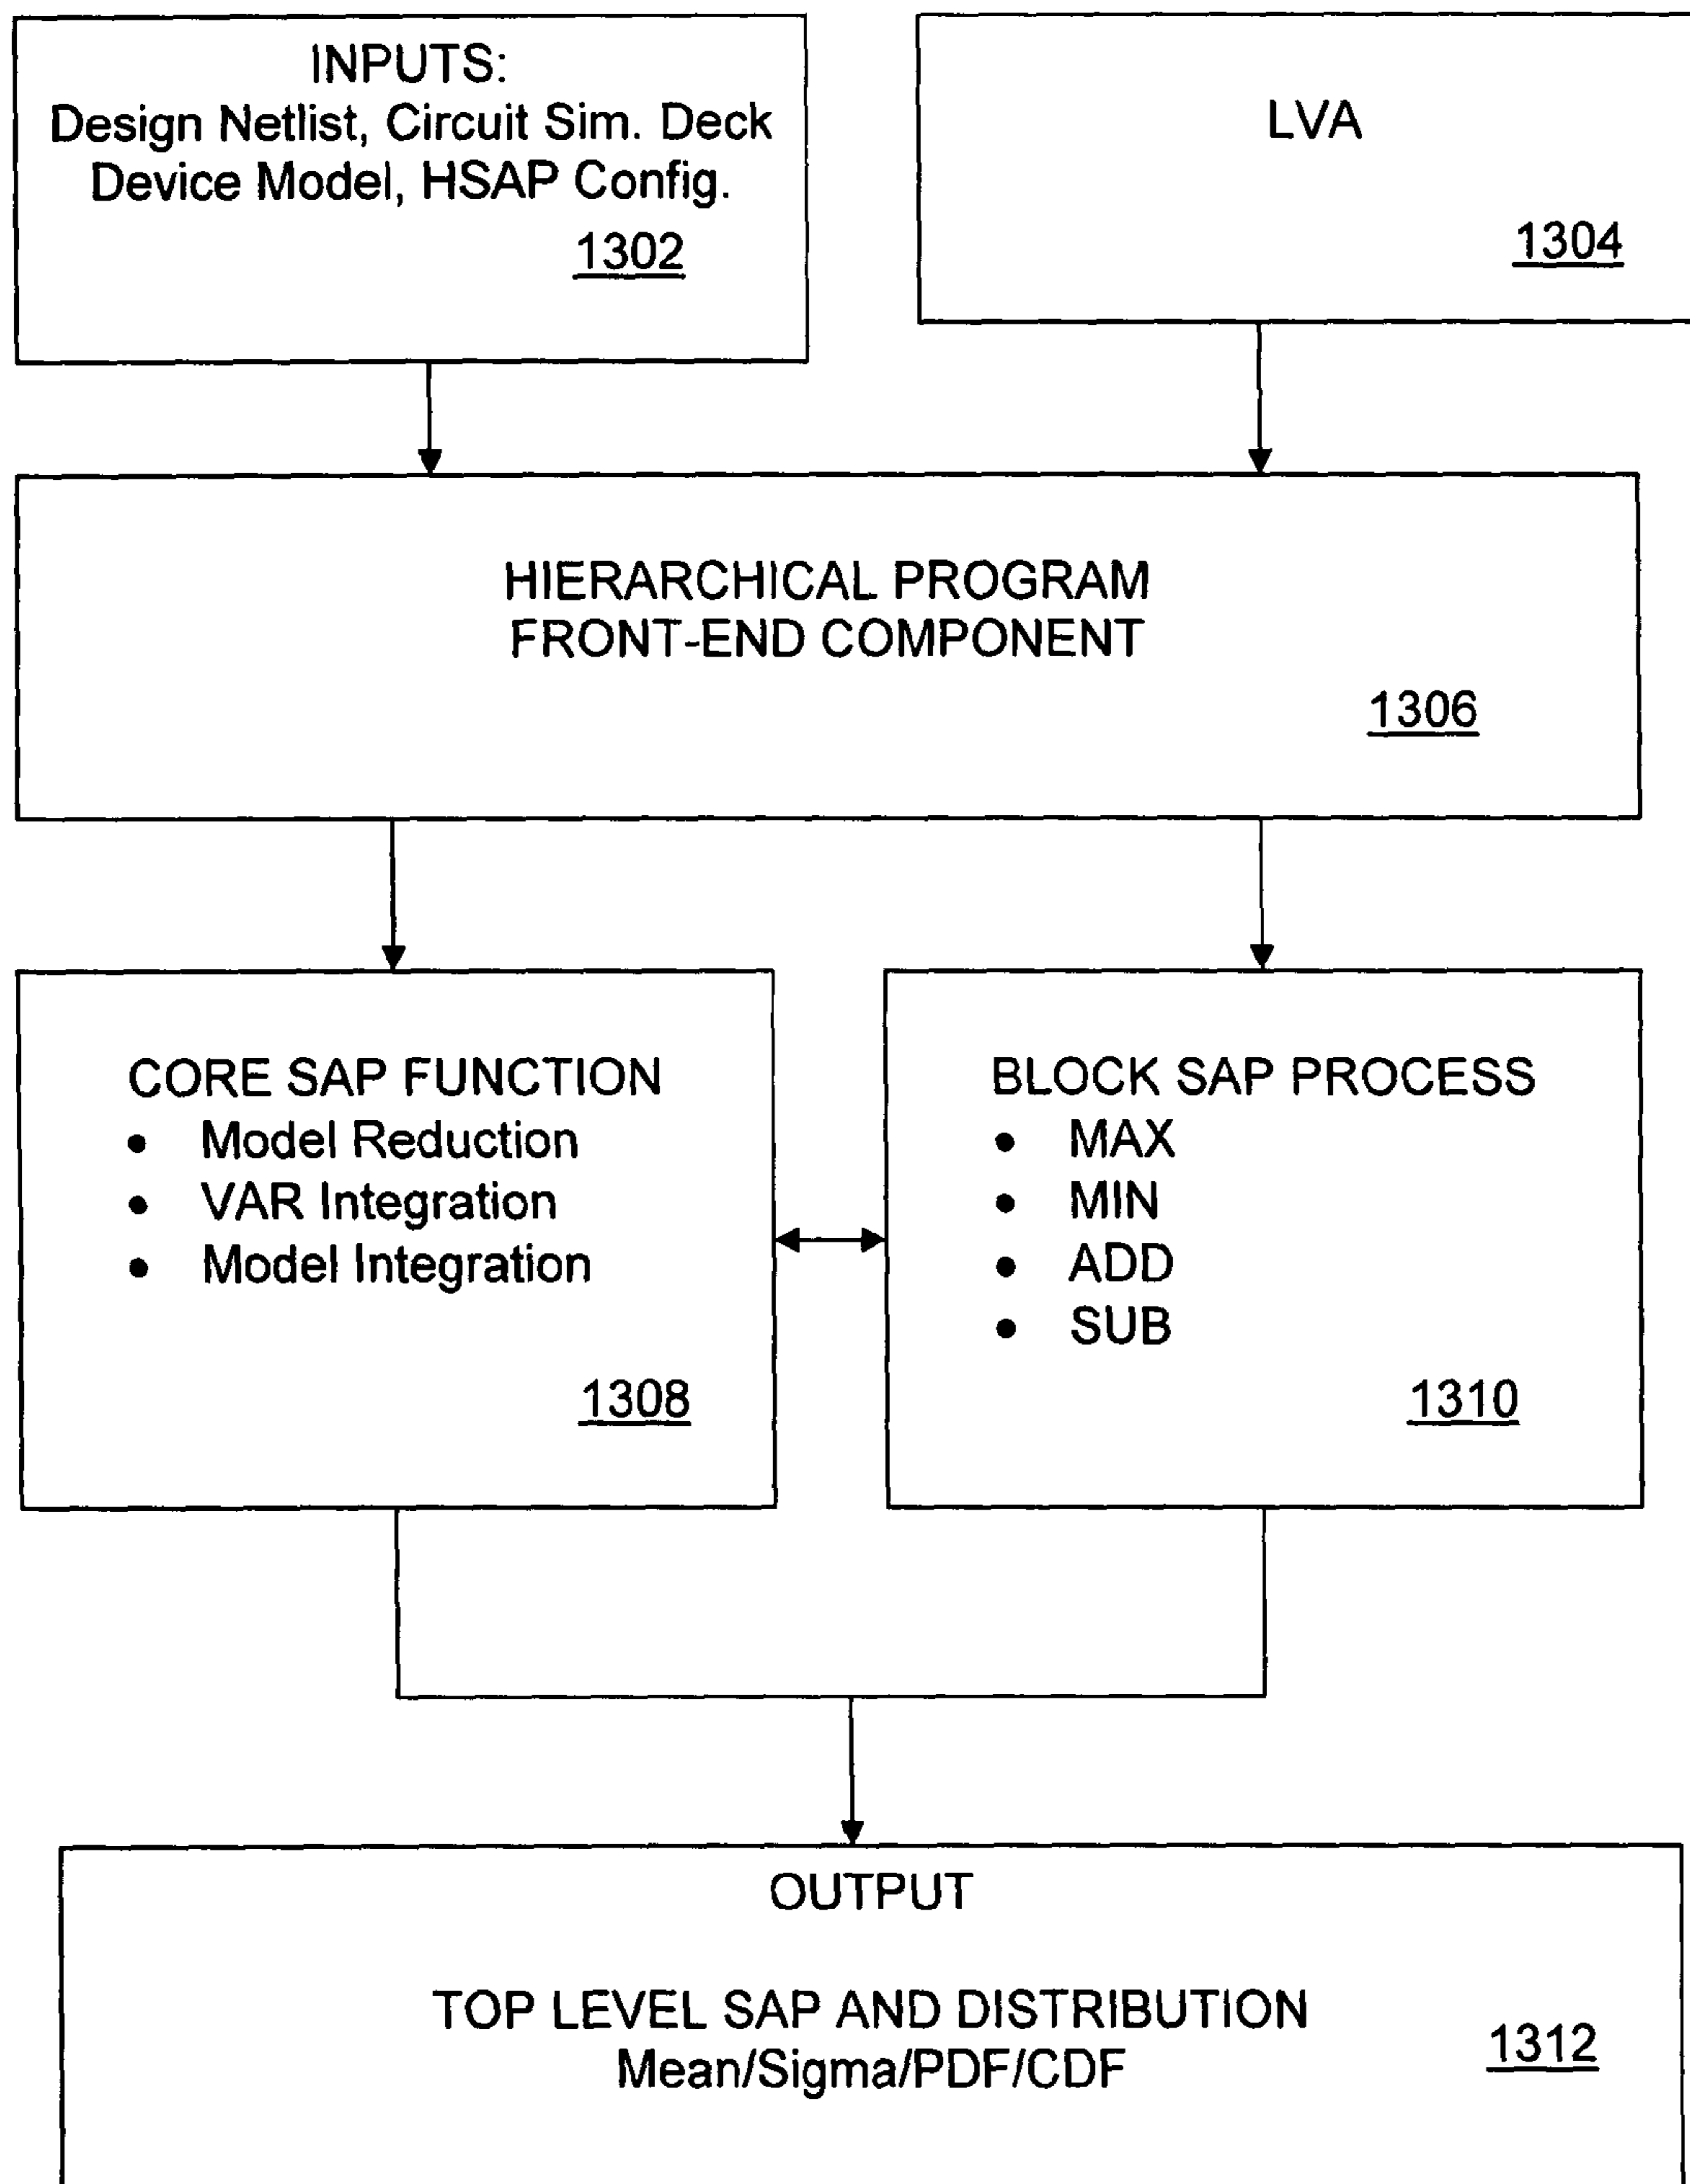 INPUTS:
Design Netlist, Circuit Sim. Deck
Device Model, HSAP Config.
1302
LVA
1304
HIERARCHICAL PROGRAM
FRONT-END COMPONENT
1306
CORE SAP FUNCTION
• Model Reduction
• VAR Integration
• Model Integration
1308
BLOCK SAP PROCESS
• MAX
• MIN
• ADD
• SUB
1310
OUTPUT
TOP LEVEL SAP AND DISTRIBUTION
Mean/Sigma/PDF/CDF
1312